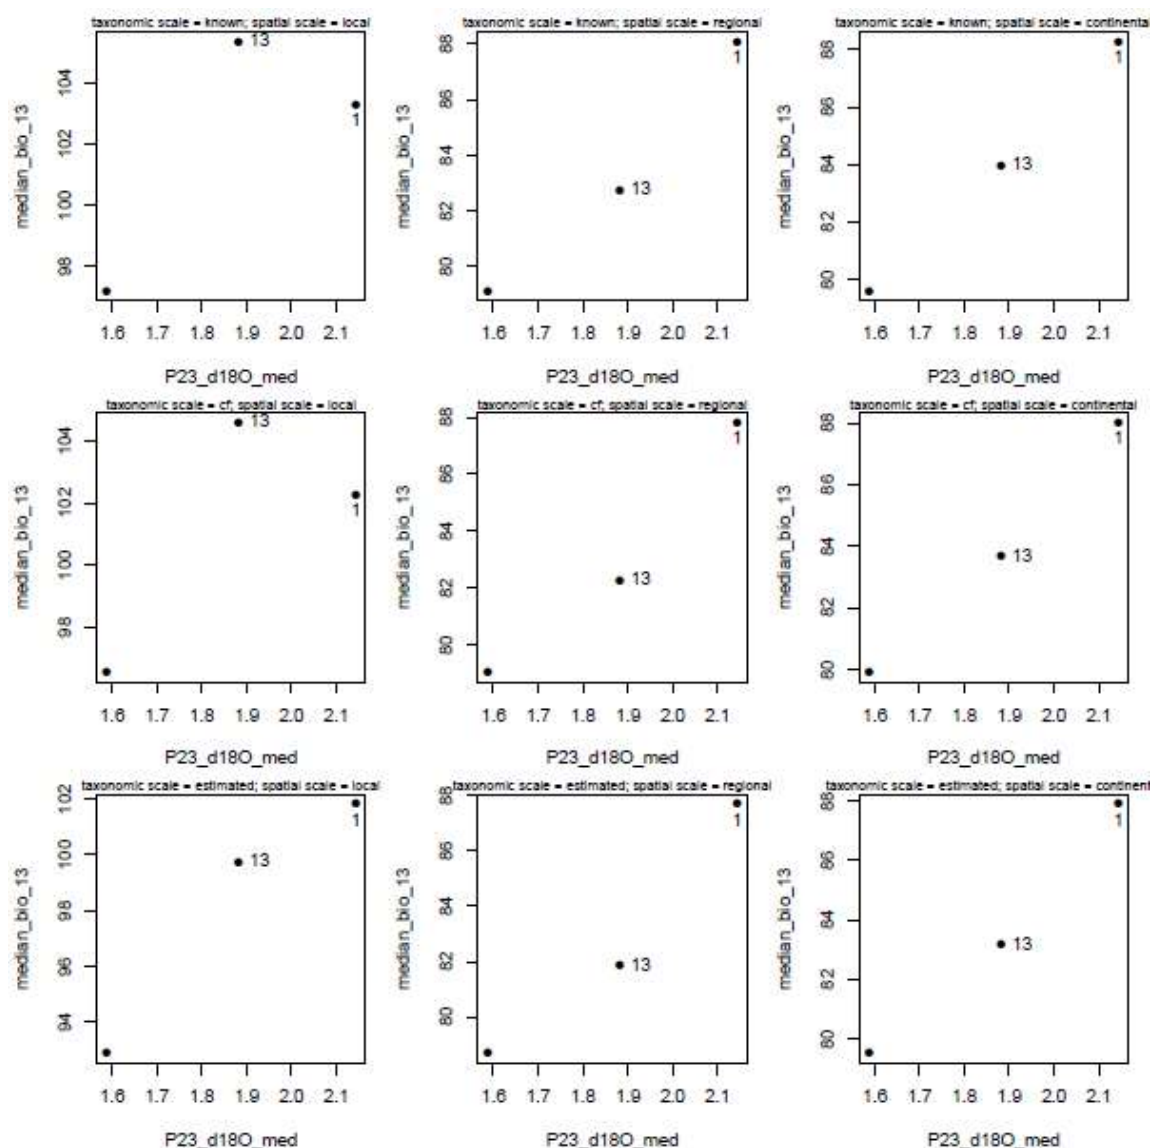 taxonomic scale = known; spatial scale = local
104
102
100
98
median_bio_13
13
1
1.6 1.7 1.8 1.9 2.0 2.1
P23_d18O_med
taxonomic scale = known; spatial scale = regional
88
86
84
82
80
median_bio_13
13
1
1.6 1.7 1.8 1.9 2.0 2.1
P23_d18O_med
taxonomic scale = known; spatial scale = continental
88
86
84
82
80
median_bio_13
13
1
1.6 1.7 1.8 1.9 2.0 2.1
P23_d18O_med
taxonomic scale = cf; spatial scale = local
104
102
100
98
median_bio_13
13
1
1.6 1.7 1.8 1.9 2.0 2.1
P23_d18O_med
taxonomic scale = cf; spatial scale = regional
88
86
84
82
80
median_bio_13
13
1
1.6 1.7 1.8 1.9 2.0 2.1
P23_d18O_med
taxonomic scale = cf; spatial scale = continental
88
86
84
82
80
median_bio_13
13
1
1.6 1.7 1.8 1.9 2.0 2.1
P23_d18O_med
taxonomic scale = estimated; spatial scale = local
102
100
98
96
94
median_bio_13
13
1
1.6 1.7 1.8 1.9 2.0 2.1
P23_d18O_med
taxonomic scale = estimated; spatial scale = regional
88
86
84
82
80
median_bio_13
13
1
1.6 1.7 1.8 1.9 2.0 2.1
P23_d18O_med
taxonomic scale = estimated; spatial scale = continent
88
86
84
82
80
median_bio_13
13
1
1.6 1.7 1.8 1.9 2.0 2.1
P23_d18O_med